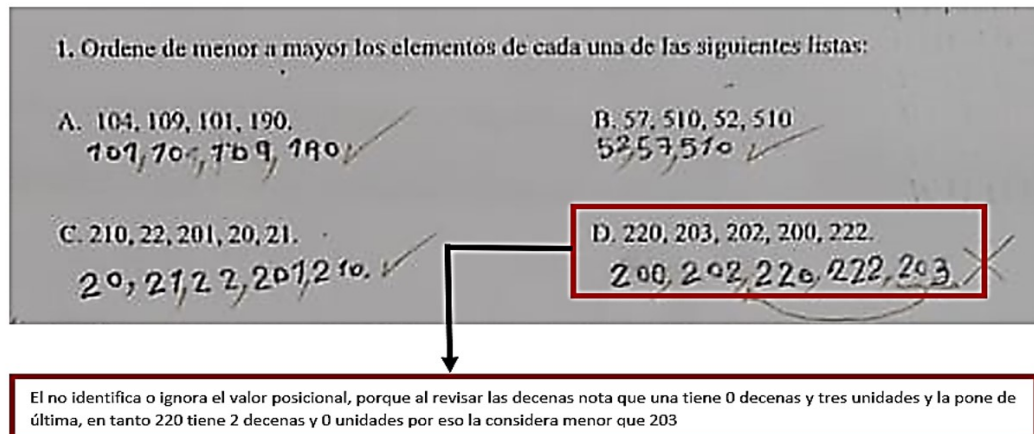 1. Ordene de menor a mayor los elementos de cada una de las siguientes listas:
A. 104, 109, 101, 190.
101, 104, 109, 190
B. 57, 510, 52, 510
52, 57, 510
C. 210, 22, 201, 20, 21.
20, 21, 22, 201, 210.
D. 220, 203, 202, 200, 222.
200, 202, 220, 222, 203.
El no identifica o ignora el valor posicional, porque al revisar las decenas nota que una tiene 0 decenas y tres unidades y la pone de
última, en tanto 220 tiene 2 decenas y 0 unidades por eso la considera menor que 203